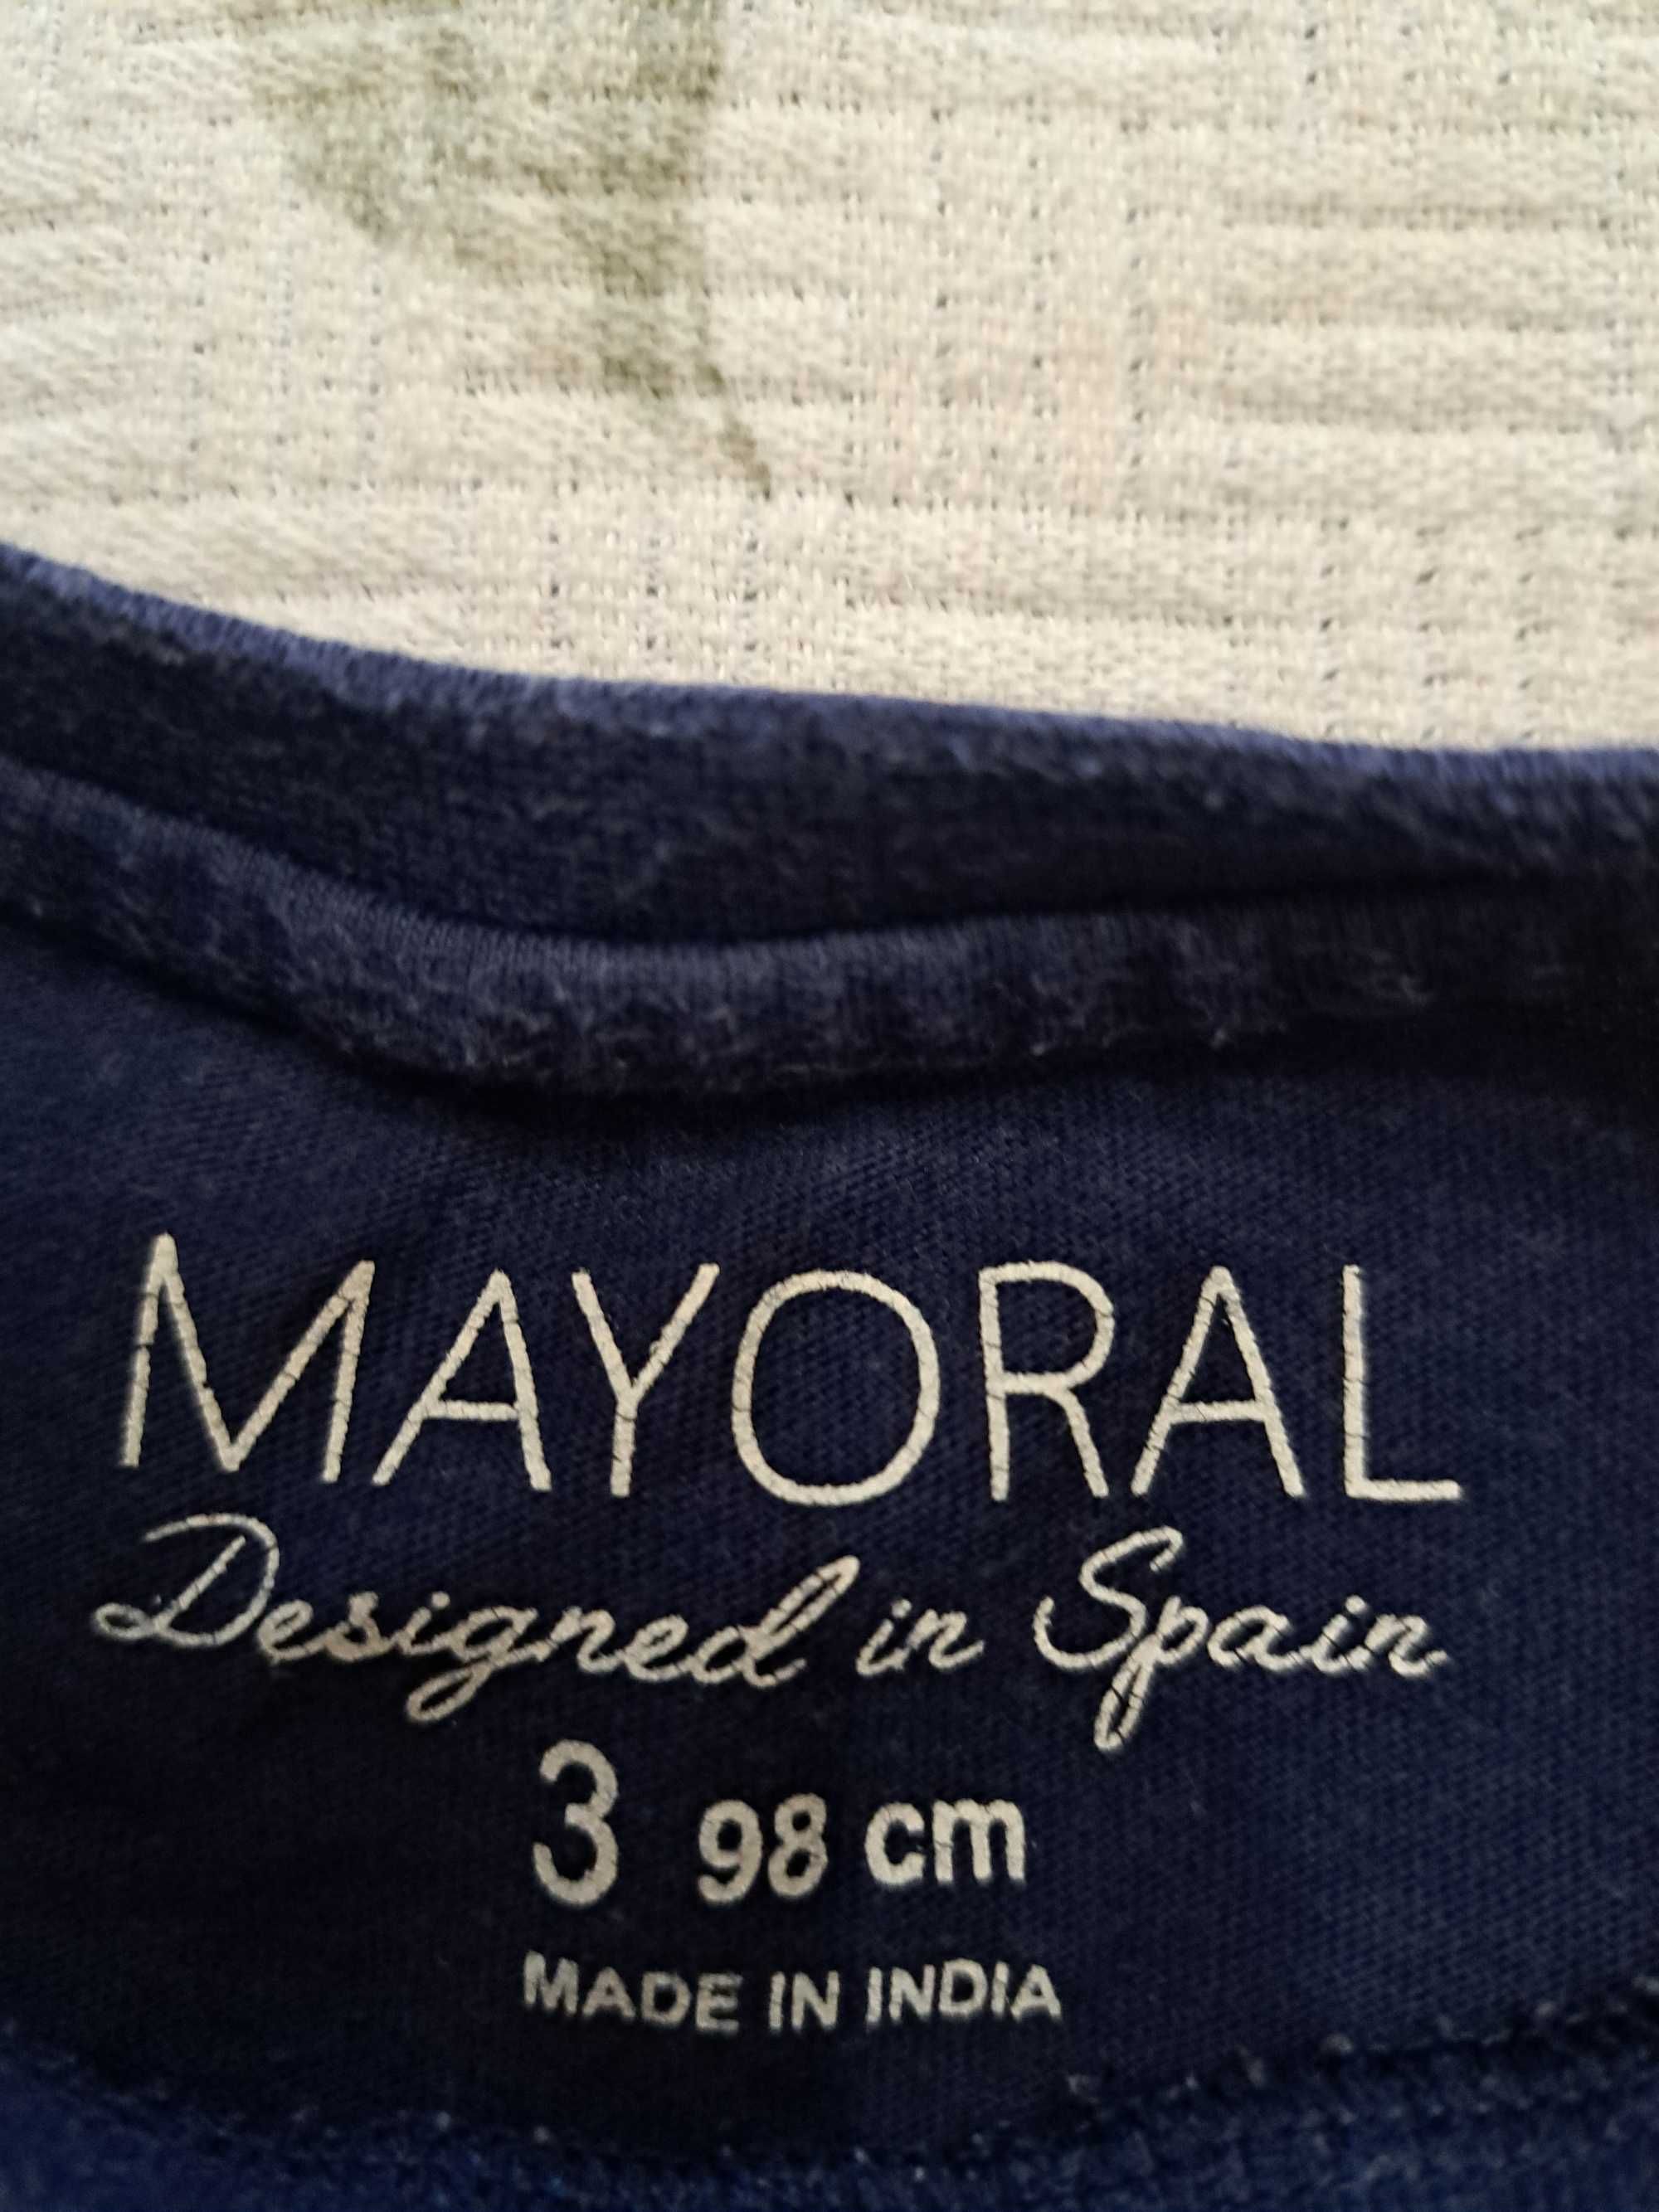 MAYORAL
Designed in Spain
3 98 cm
MADE IN INDIA